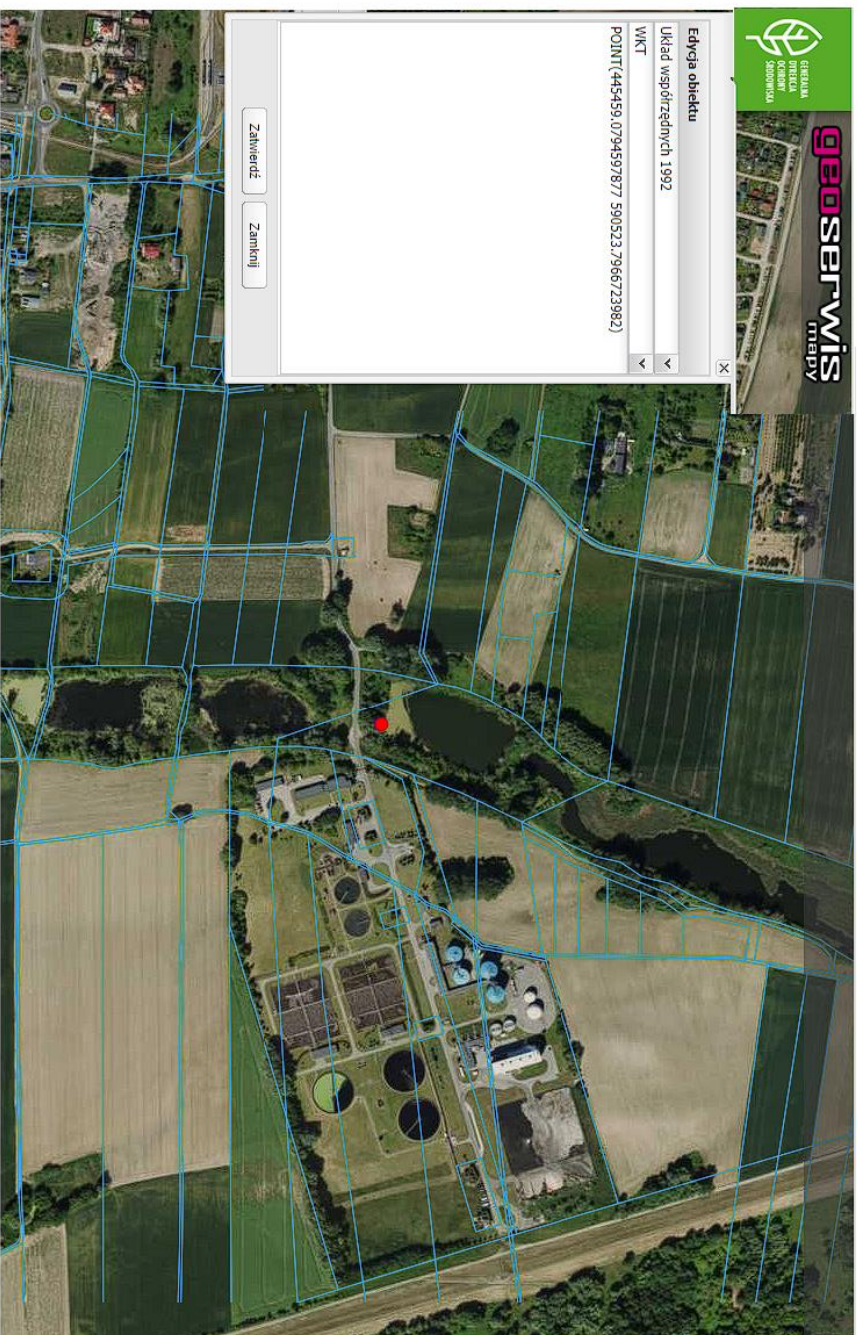 GENERALNA
DYREKCJA
OCHRONY
ŚRODOWISKA
geoserwis
mapy
Edycja obiektu
Układ współrzędnych 1992
WKT
POINT(445459.0794597877 590523.7966723982)
Zatwierdź
Zamknij